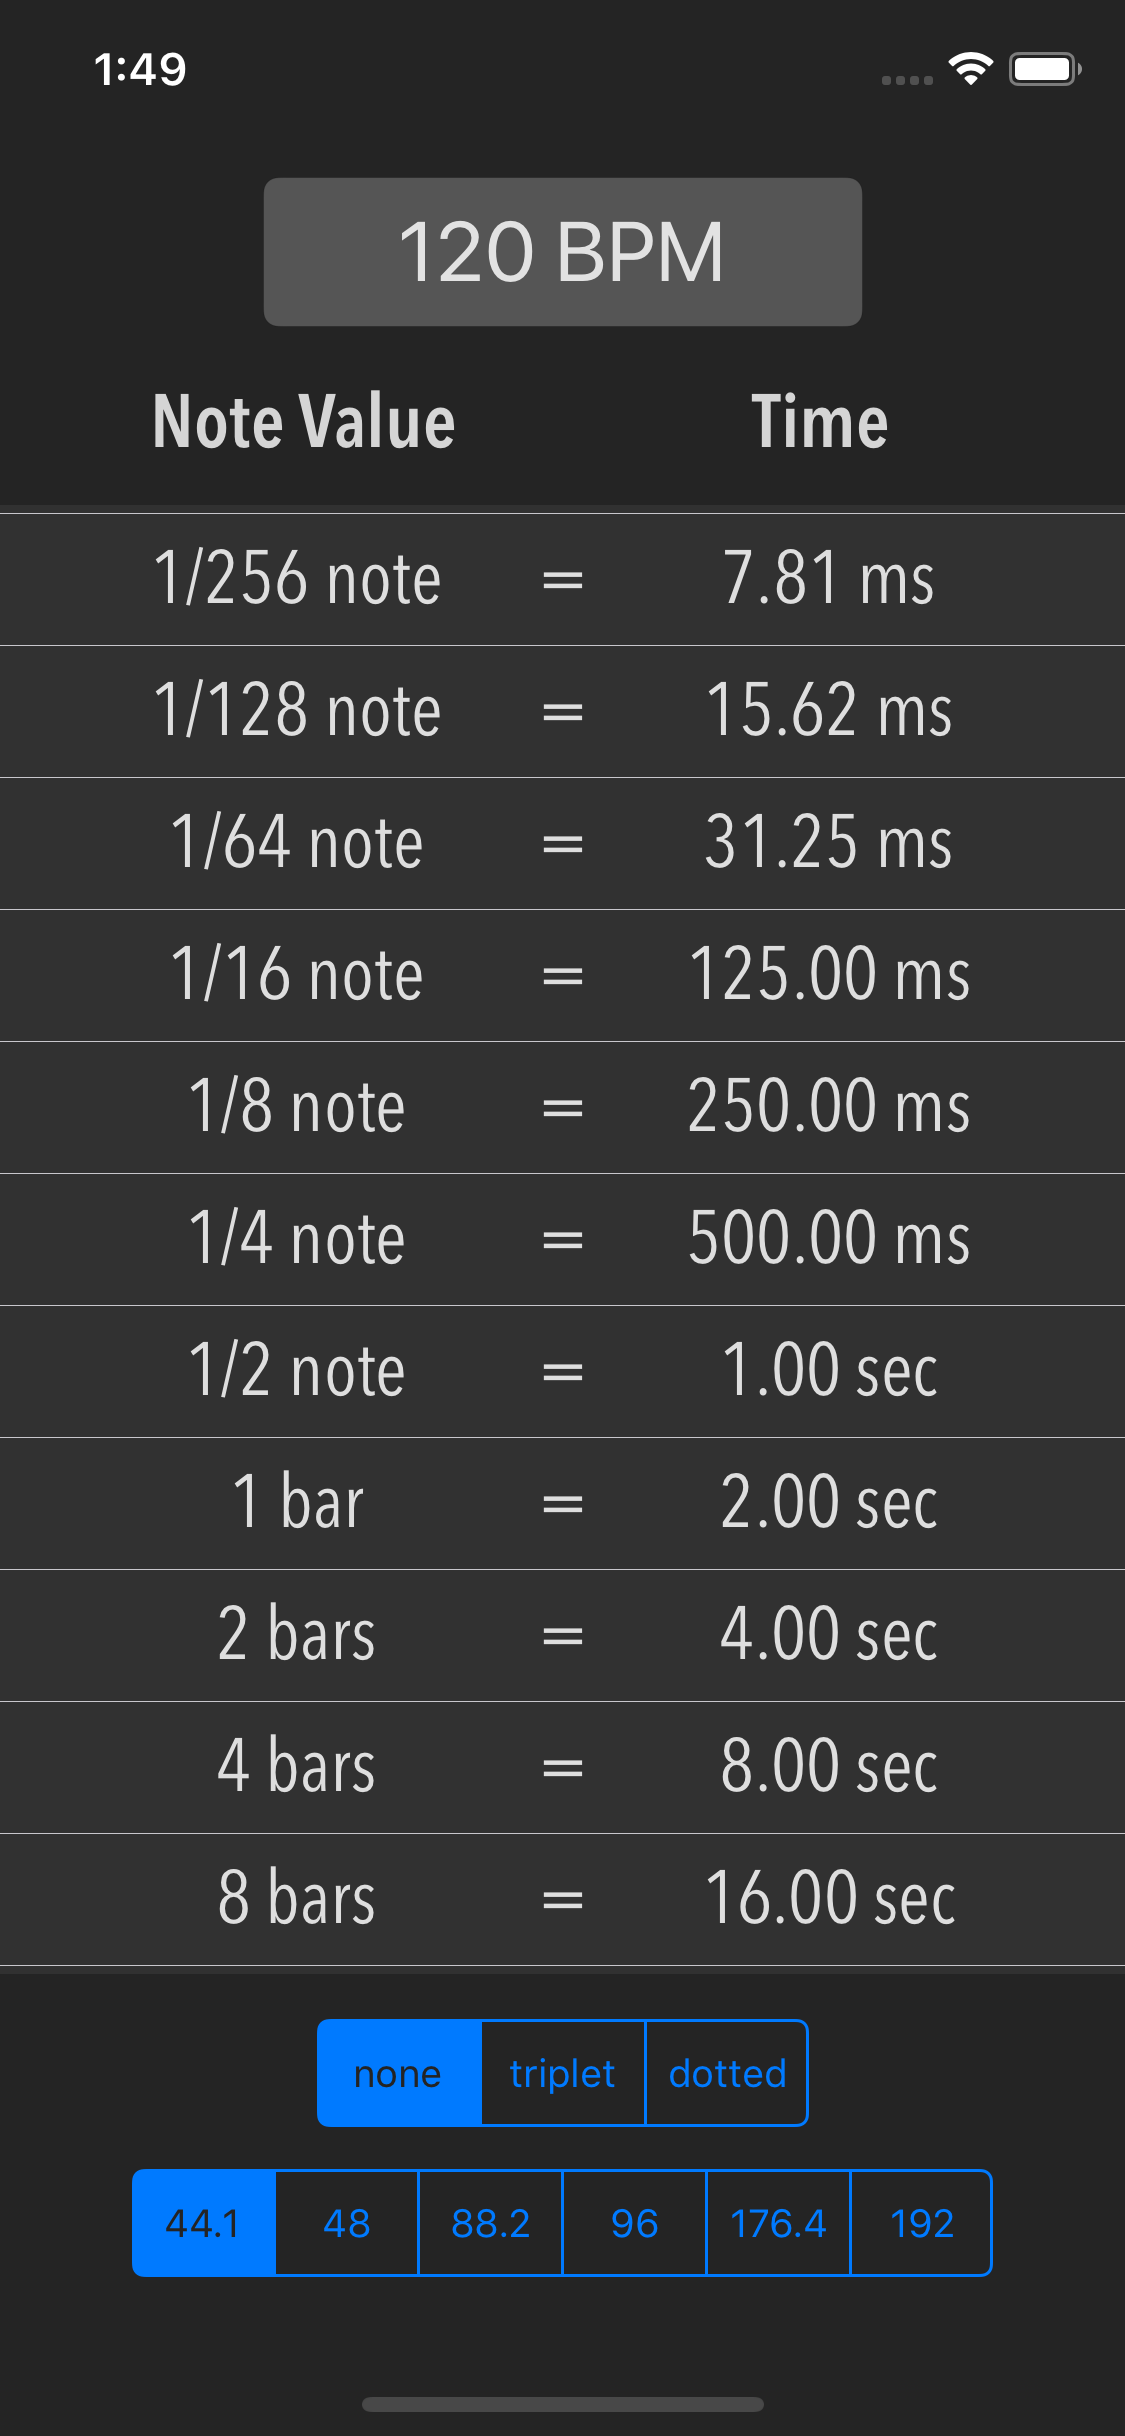 1:49
120 BPM
Note Value Time
1/256 note = 7.81 ms
1/128 note = 15.62 ms
1/64 note = 31.25 ms
1/16 note = 125.00 ms
1/8 note = 250.00 ms
1/4 note = 500.00 ms
1/2 note = 1.00 sec
1 bar = 2.00 sec
2 bars = 4.00 sec
4 bars = 8.00 sec
8 bars = 16.00 sec
none triplet dotted
44.1 48 88.2 96 176.4 192